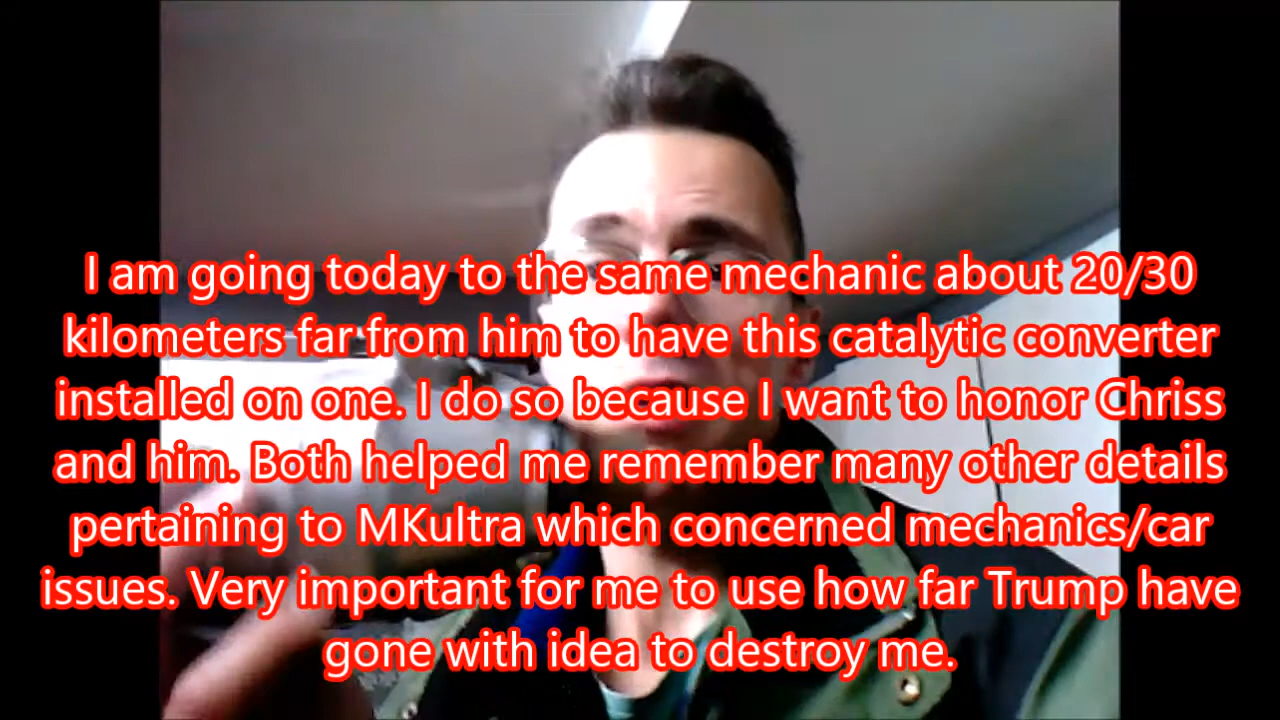 I am going today to the same mechanic about 20/30
kilometers far from him to have this catalytic converter
installed on one. I do so because I want to honor Chriss
and him. Both helped me remember many other details
pertaining to MKultra which concerned mechanics/car
issues. Very important for me to use how far Trump have
gone with idea to destroy me.